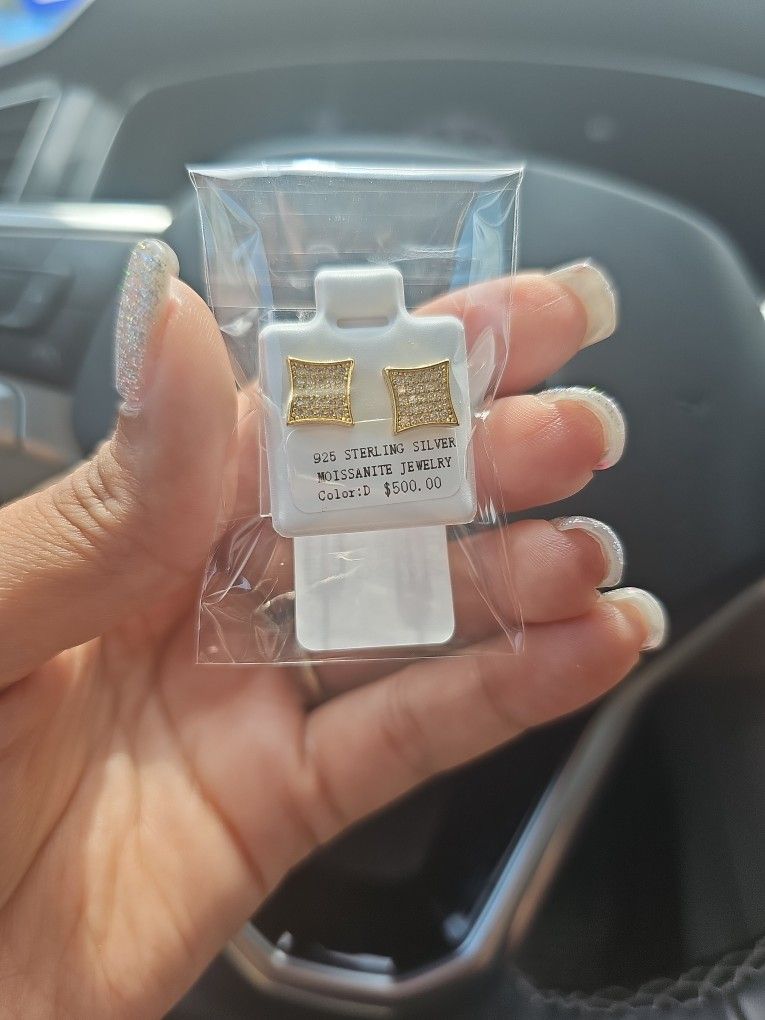 925 STERLING SILVER
MOISSANITE JEWELRY
Color:D $500.00